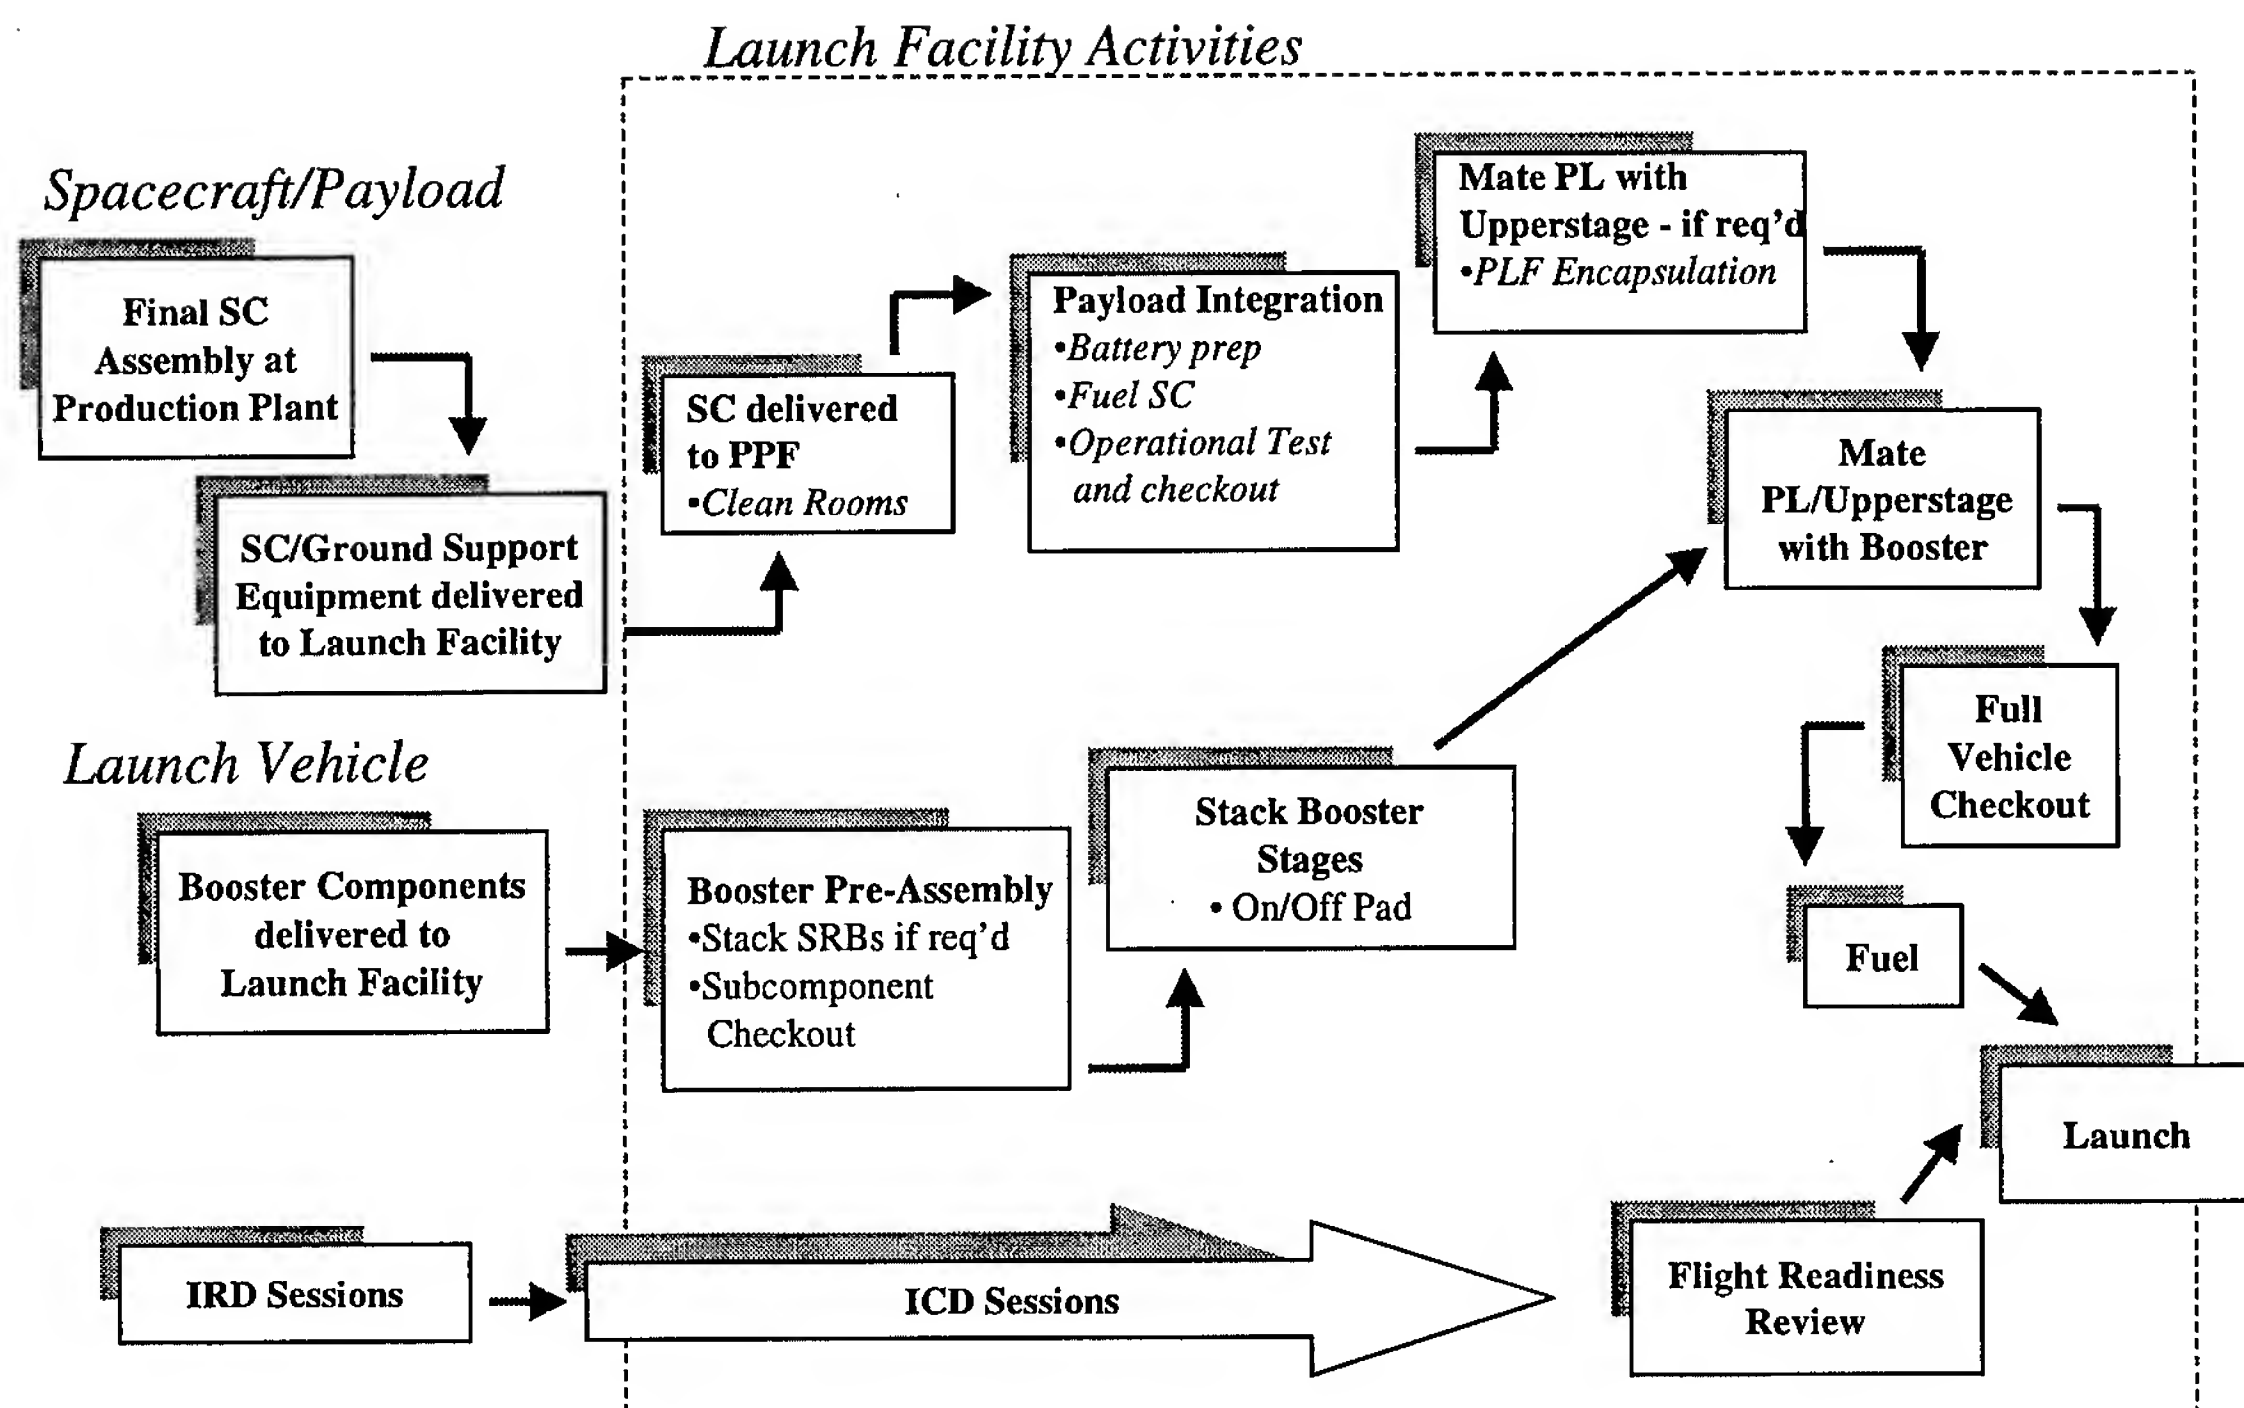 Launch Facility Activities
Spacecraft/Payload
Final SC
Assembly at
Production Plant
SC/Ground Support
Equipment delivered
to Launch Facility
SC delivered
to PPF
•Clean Rooms
Payload Integration
•Battery prep
•Fuel SC
•Operational Test
and checkout
Mate PL with
Upperstage - if req'd
•PLF Encapsulation
Mate
PL/Upperstage
with Booster
Full
Vehicle
Checkout
Fuel
Launch
Launch Vehicle
Booster Components
delivered to
Launch Facility
Booster Pre-Assembly
•Stack SRBs if req'd
•Subcomponent
Checkout
Stack Booster
Stages
• On/Off Pad
IRD Sessions
ICD Sessions
Flight Readiness
Review